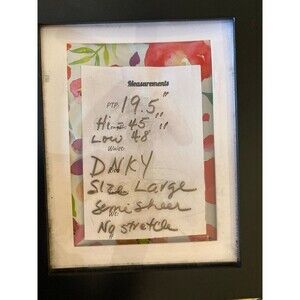 Measurements
PTP: 19.5"
Hi = 45"
Low 48
Waist:
DNKY
Size Large
Semi sheer
No stretch